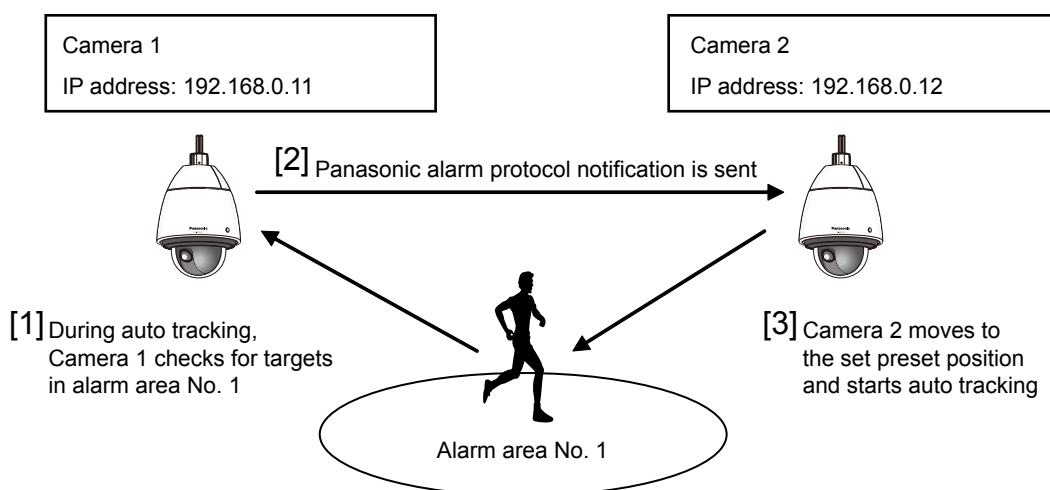 Camera 1
IP address: 192.168.0.11
Camera 2
IP address: 192.168.0.12
[2] Panasonic alarm protocol notification is sent
Panasonic
Panasonic
[1] During auto tracking,
Camera 1 checks for targets
in alarm area No. 1
[3] Camera 2 moves to
the set preset position
and starts auto tracking
Alarm area No. 1